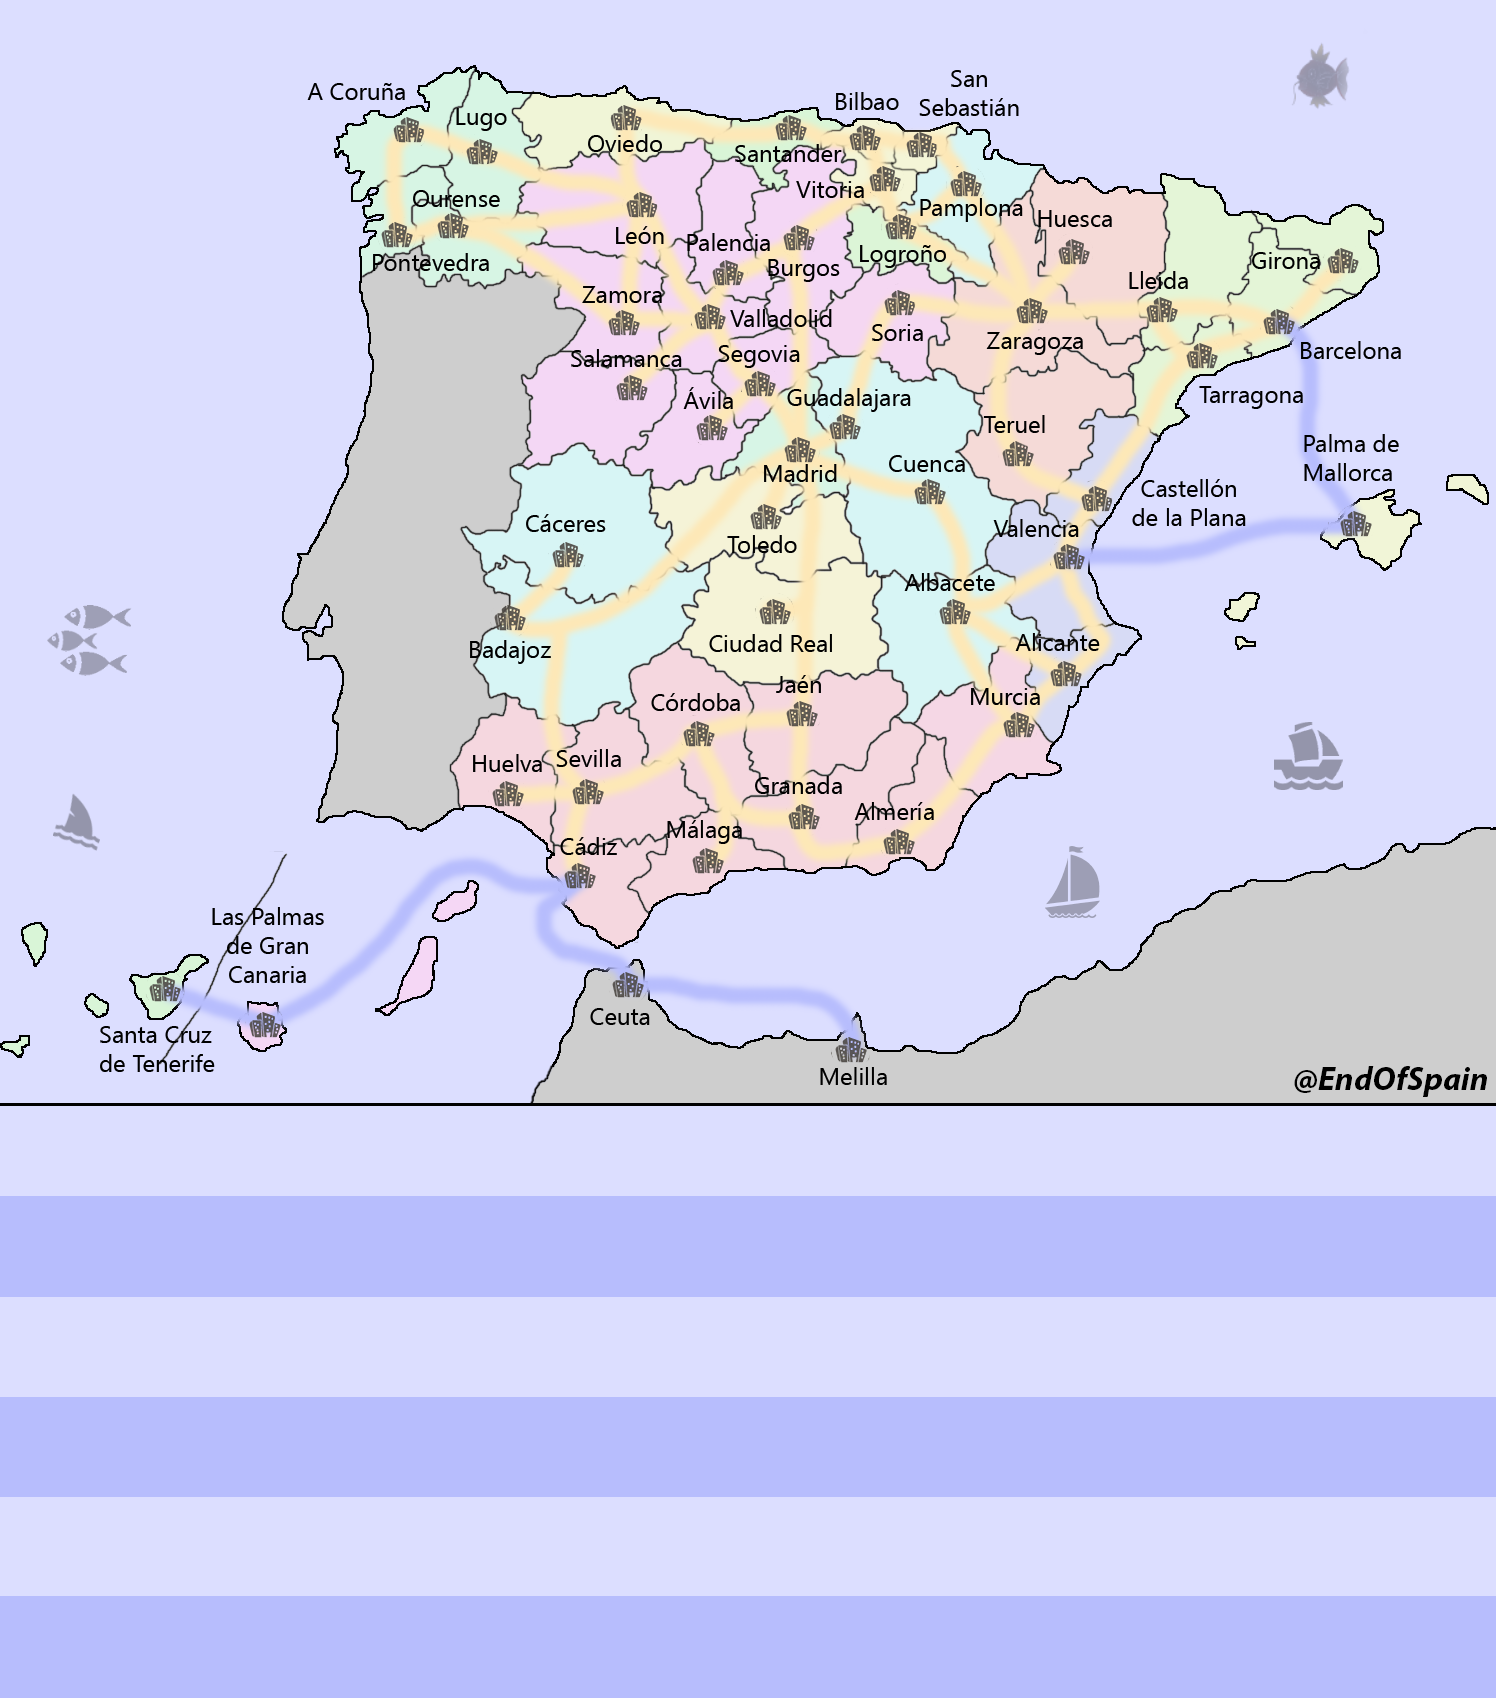 San
Sebastián
A Coruña
Bilbao
Lugo
Oviedo
Santander
Vitoria
Ourense
Pamplona
Huesca
León
Palencia
Logroño
Burgos
Pontevedra
Girona
Lleida
Zamora
Valladolid
Soria
Zaragoza
Barcelona
Salamanca
Segovia
Ávila
Guadalajara
Tarragona
Teruel
Palma de
Mallorca
Cuenca
Madrid
Castellón
de la Plana
Cáceres
Valencia
Toledo
Albacete
Badajoz
Ciudad Real
Alicante
Jaén
Murcia
Córdoba
Huelva
Sevilla
Granada
Almería
Málaga
Cádiz
Las Palmas
de Gran
Canaria
Ceuta
Santa Cruz
de Tenerife
Melilla
@EndOfSpain